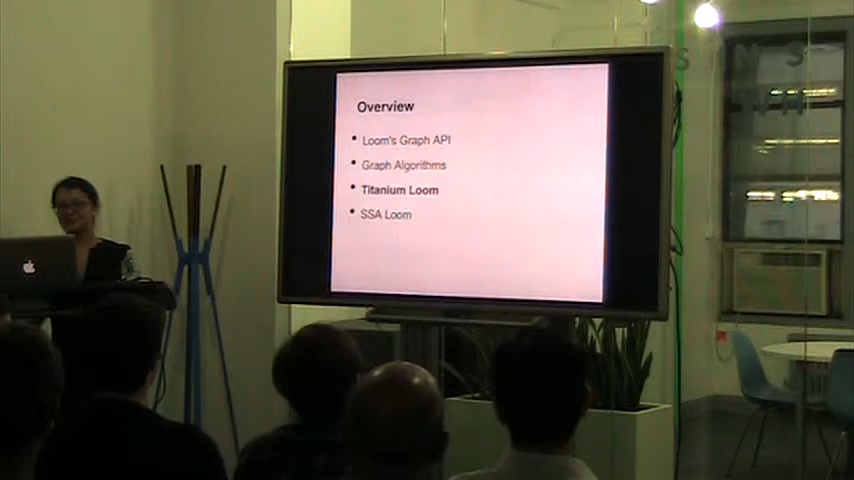 Overview
Loom's Graph API
Graph Algorithms
Titanium Loom
SSA Loom